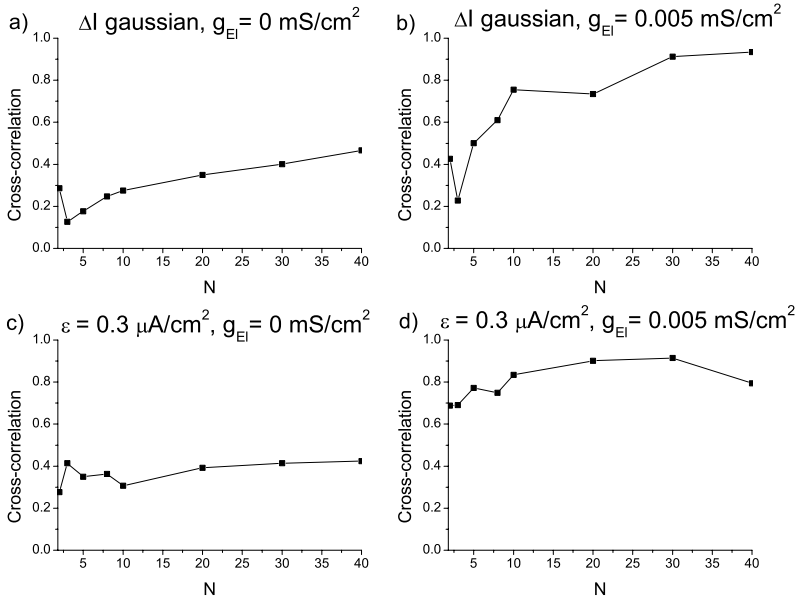 a) ΔI gaussian, g_El= 0 mS/cm²
Cross-correlation
1.0
0.8
0.6
0.4
0.2
0.0
5 10 15 20 25 30 35 40
N
b) ΔI gaussian, g_El= 0.005 mS/cm²
Cross-correlation
1.0
0.8
0.6
0.4
0.2
0.0
5 10 15 20 25 30 35 40
N
c) ε = 0.3 μA/cm², g_El= 0 mS/cm²
Cross-correlation
1.0
0.8
0.6
0.4
0.2
0.0
5 10 15 20 25 30 35 40
N
d) ε = 0.3 μA/cm², g_El= 0.005 mS/cm²
Cross-correlation
1.0
0.8
0.6
0.4
0.2
0.0
5 10 15 20 25 30 35 40
N